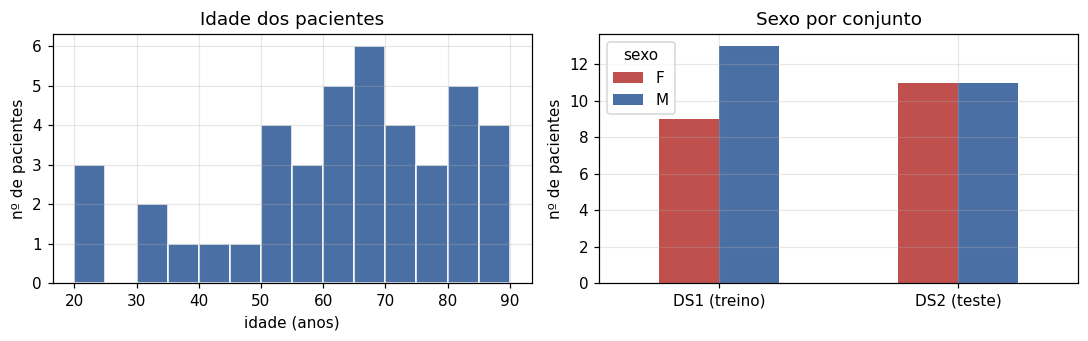 Idade dos pacientes
nº de pacientes
6
5
4
3
2
1
0
20 30 40 50 60 70 80 90
idade (anos)
Sexo por conjunto
nº de pacientes
sexo
F
M
12
10
8
6
4
2
0
DS1 (treino) DS2 (teste)